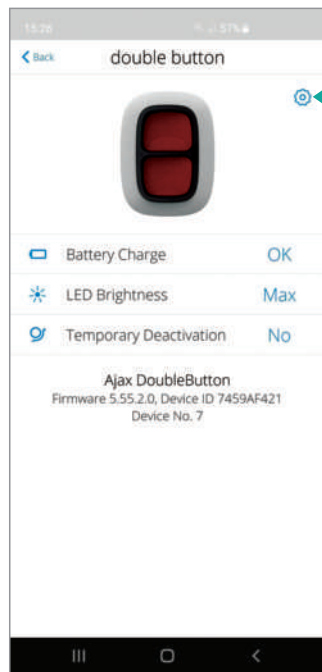 15:26 57%
Back double button
Battery Charge OK
LED Brightness Max
Temporary Deactivation No
Ajax DoubleButton
Firmware 5.55.2.0, Device ID 7459AF421
Device No. 7